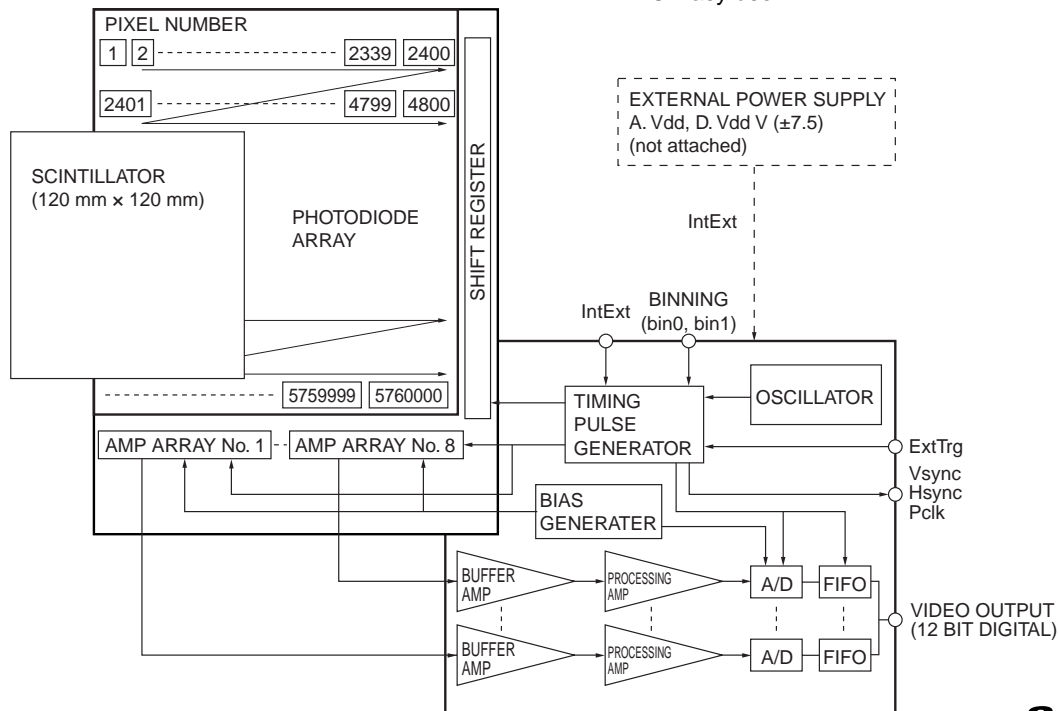 PIXEL NUMBER
1 2 2339 2400
2401 4799 4800
EXTERNAL POWER SUPPLY
A. Vdd, D. Vdd V (±7.5)
(not attached)
SCINTILLATOR
(120 mm × 120 mm)
PHOTODIODE
ARRAY
SHIFT REGISTER
IntExt
IntExt
BINNING
(bin0, bin1)
5759999 5760000
TIMING
PULSE
GENERATOR
OSCILLATOR
AMP ARRAY No. 1 AMP ARRAY No. 8
ExtTrg
Vsync
Hsync
Pclk
BIAS
GENERATER
BUFFER
AMP
PROCESSING
AMP
A/D
FIFO
VIDEO OUTPUT
(12 BIT DIGITAL)
BUFFER
AMP
PROCESSING
AMP
A/D
FIFO